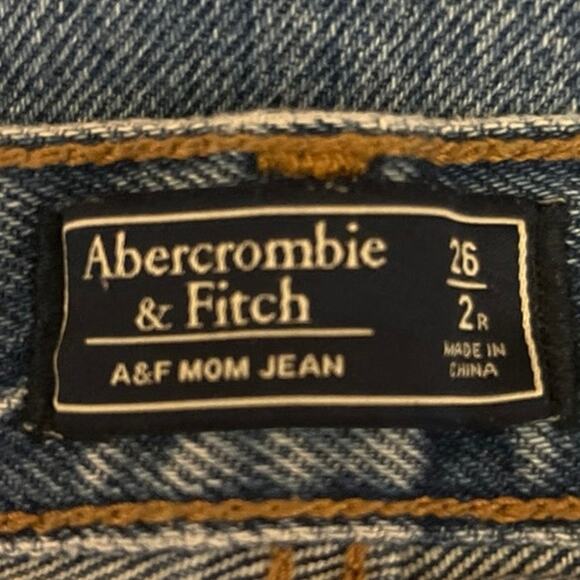 Abercrombie
& Fitch
A&F MOM JEAN
26
2R
MADE IN
CHINA